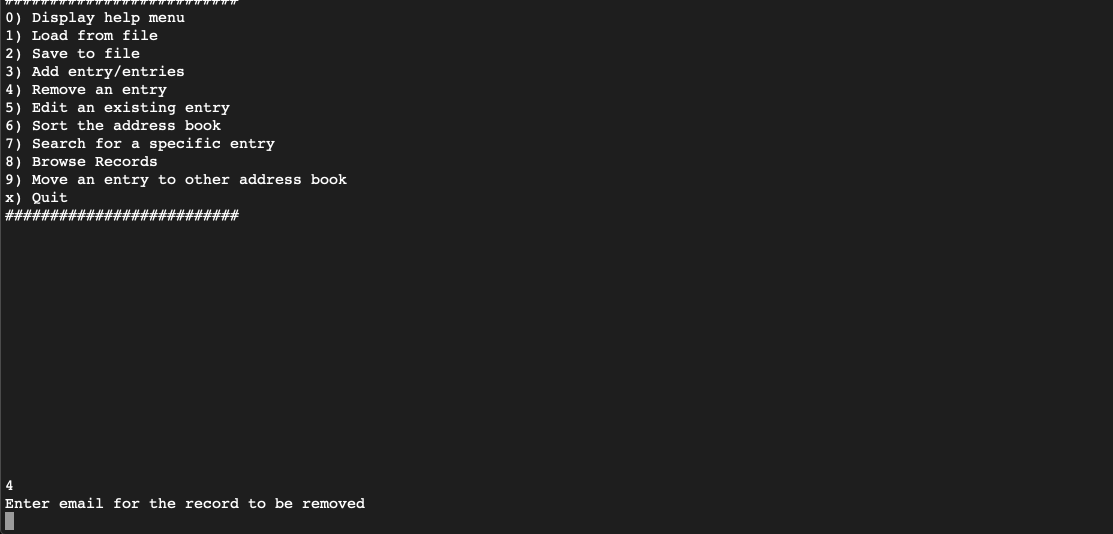 ##########################
0) Display help menu
1) Load from file
2) Save to file
3) Add entry/entries
4) Remove an entry
5) Edit an existing entry
6) Sort the address book
7) Search for a specific entry
8) Browse Records
9) Move an entry to other address book
x) Quit
##########################
4
Enter email for the record to be removed